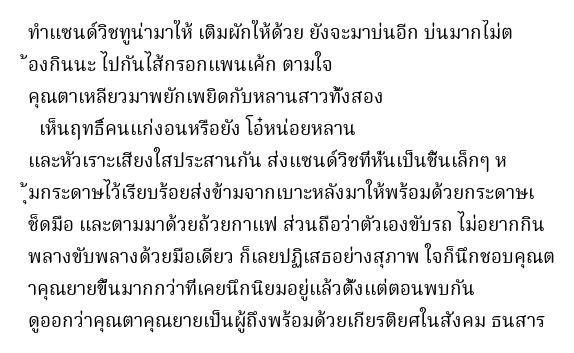 ทำแซนด์วิชทูน่ามาให้ เติมผักให้ด้วย ยังจะมาบ่นอีก บ่นมากไม่ต
้องกินนะ ไปกันไส้กรอกแพนเค้ก ตามใจ
คุณตาเหลียวมาพยักเพยิดกับหลานสาวทั้งสอง
เห็นฤทธิ์คนแก่งอนหรือยัง โอ๋หน่อยหลาน
และหัวเราะเสียงใสประสานกัน ส่งแซนด์วิชที่หั่นเป็นชิ้นเล็กๆ ห
ุ้มกระดาษไว้เรียบร้อยส่งข้ามจากเบาะหลังมาให้พร้อมด้วยกระดาษเ
ช็ดมือ และตามมาด้วยถ้วยกาแฟ ส่วนถือว่าตัวเองขับรถ ไม่อยากกิน
พลางขับพลางด้วยมือเดียว ก็เลยปฏิเสธอย่างสุภาพ ใจก็นึกชอบคุณต
าคุณยายขึ้นมากกว่าที่เคยนึกนิยมอยู่แล้วตั้งแต่ตอนพบกัน
ดูออกว่าคุณตาคุณยายเป็นผู้ถึงพร้อมด้วยเกียรติยศในสังคม ธนสาร